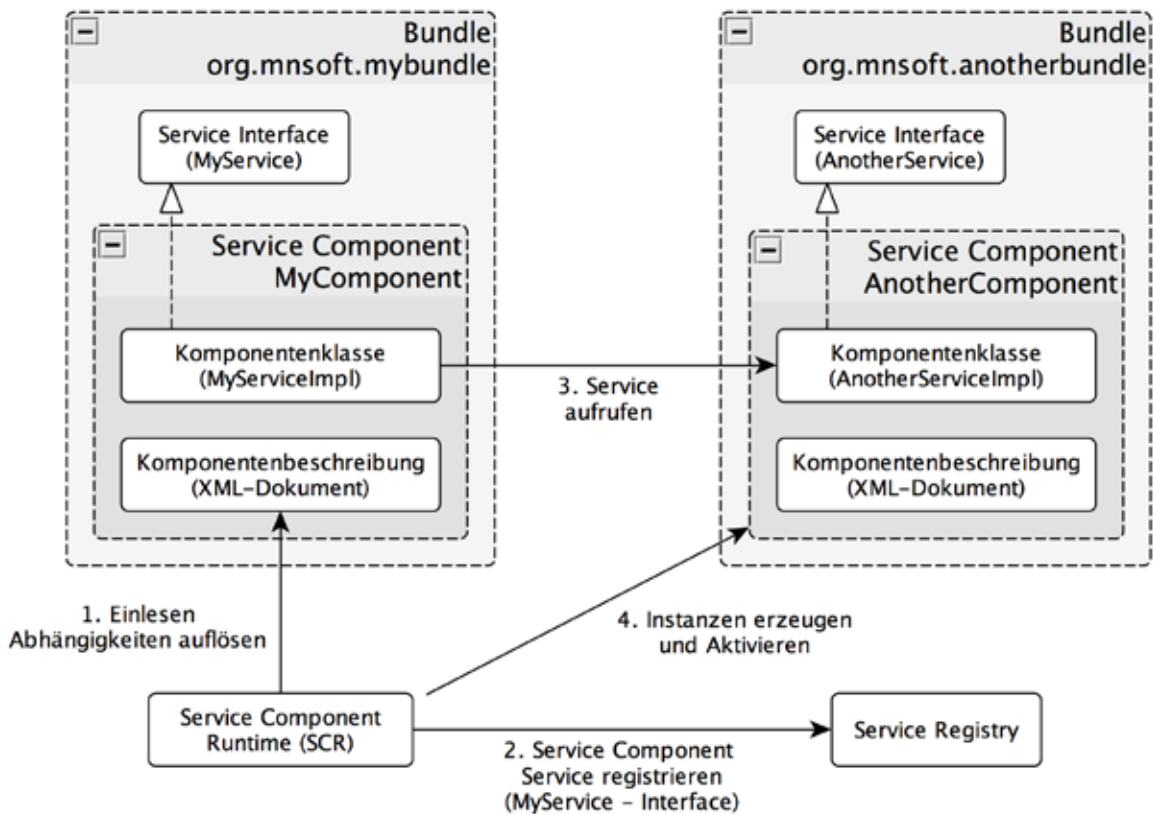 Bundle
org.mnsoft.mybundle
Service Interface
(MyService)
Service Component
MyComponent
Komponentenklasse
(MyServiceImpl)
Komponentenbeschreibung
(XML-Dokument)
Bundle
org.mnsoft.anotherbundle
Service Interface
(AnotherService)
Service Component
AnotherComponent
Komponentenklasse
(AnotherServiceImpl)
Komponentenbeschreibung
(XML-Dokument)
3. Service
aufrufen
1. Einlesen
Abhängigkeiten auflösen
4. Instanzen erzeugen
und Aktivieren
Service Component
Runtime (SCR)
2. Service Component
Service registrieren
(MyService – Interface)
Service Registry